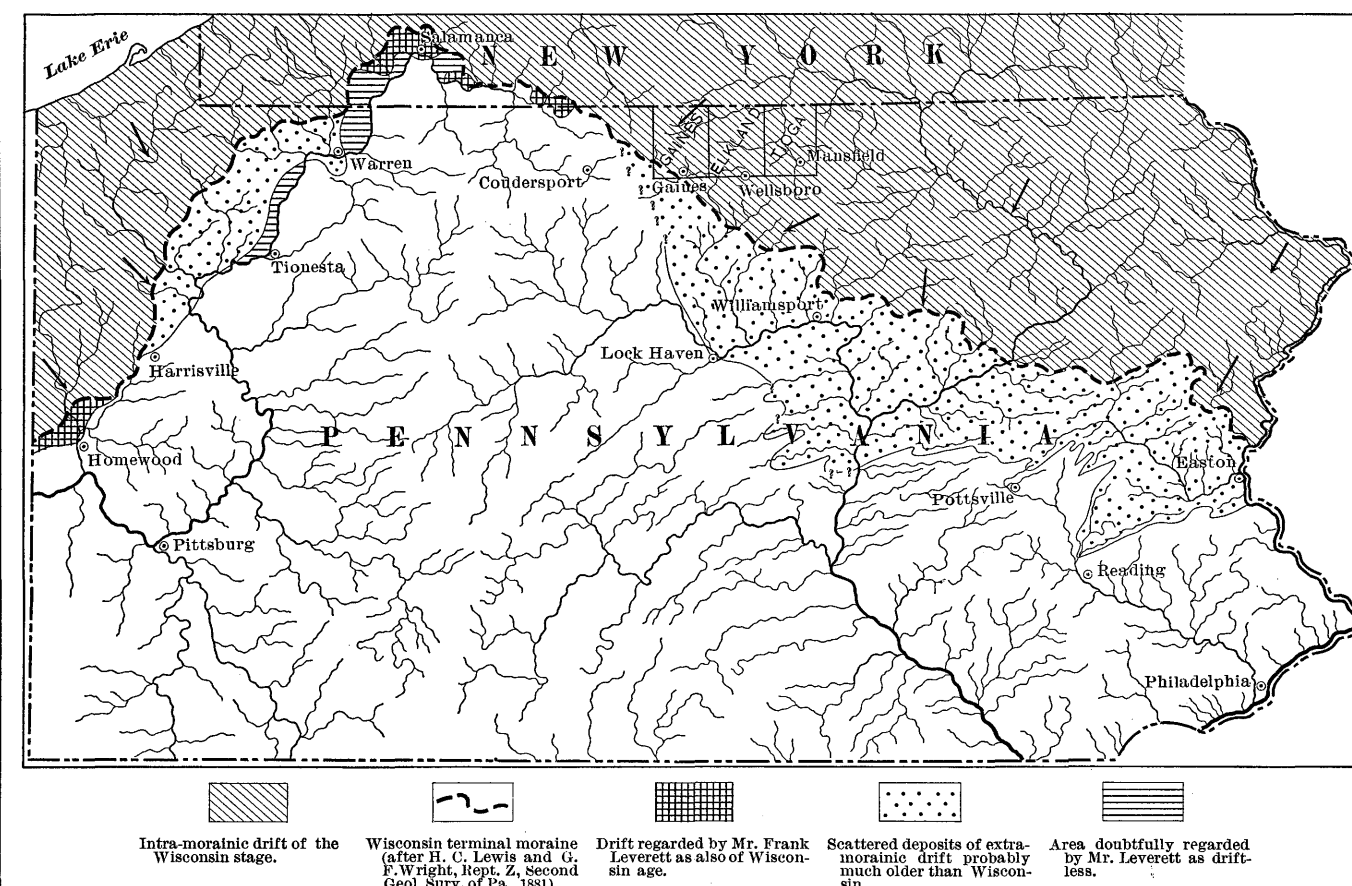 Lake Erie
Salamanca
NEW YORK
GAINES
ELKLAND
TIOGA
Warren
Coudersport
Mansfield
Gaines
Wellsboro
Tionesta
Williamsport
Lock Haven
Harrisville
PENNSYLVANIA
Homewood
Easton
Pottsville
Pittsburg
Reading
Philadelphia
Intra-morainic drift of the
Wisconsin stage.
Wisconsin terminal moraine
(after H. C. Lewis and G.
F. Wright, Rept. Z, Second
Geol. Surv. of Pa., 1881)
Drift regarded by Mr. Frank
Leverett as also of Wiscon-
sin age.
Scattered deposits of extra-
morainic drift probably
much older than Wiscon-
sin
Area doubtfully regarded
by Mr. Leverett as drift-
less.